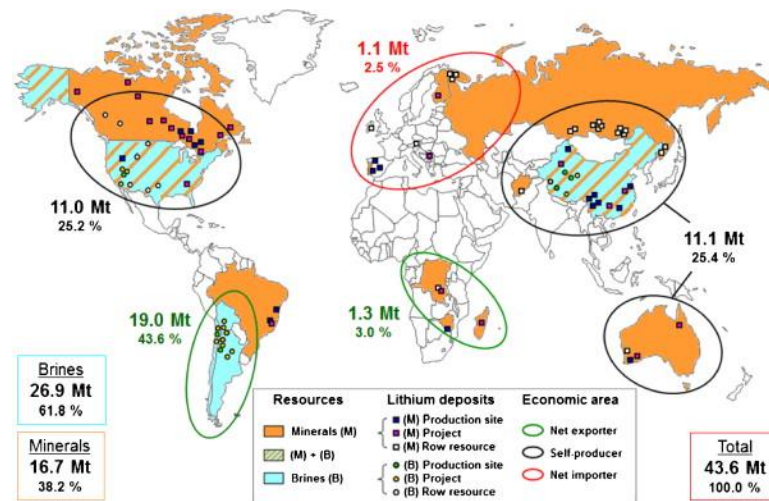 1.1 Mt
2.5 %
11.0 Mt
25.2 %
11.1 Mt
25.4 %
19.0 Mt
43.6 %
1.3 Mt
3.0 %
Brines
26.9 Mt
61.8 %
Minerals
16.7 Mt
38.2 %
Resources
Minerals (M)
(M) + (B)
Brines (B)
Lithium deposits
(M) Production site
(M) Project
(M) Row resource
(B) Production site
(B) Project
(B) Row resource
Economic area
Net exporter
Self-producer
Net importer
Total
43.6 Mt
100.0 %